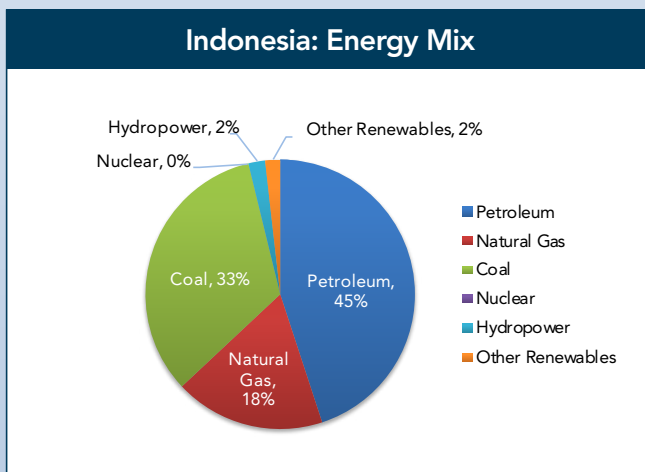 Indonesia: Energy Mix
Hydropower, 2%
Other Renewables, 2%
Nuclear, 0%
Coal, 33%
Petroleum,
45%
Natural
Gas,
18%
Petroleum
Natural Gas
Coal
Nuclear
Hydropower
Other Renewables